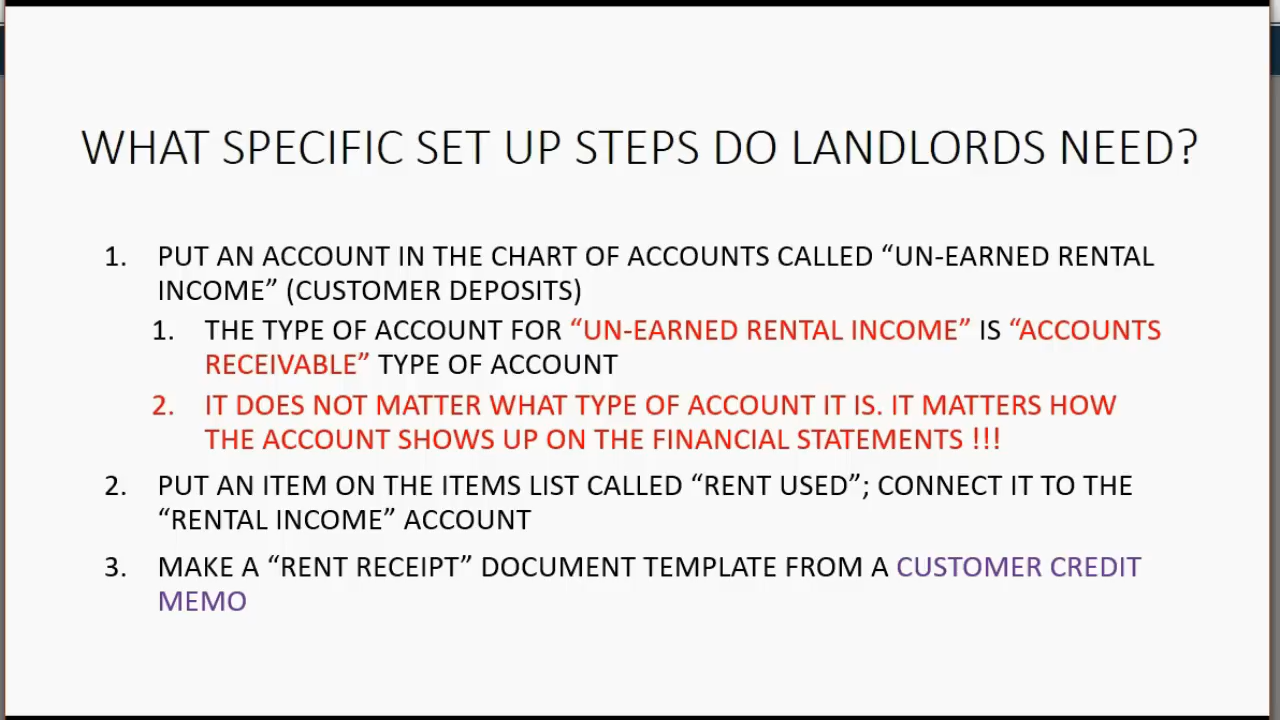 WHAT SPECIFIC SET UP STEPS DO LANDLORDS NEED?
1. PUT AN ACCOUNT IN THE CHART OF ACCOUNTS CALLED “UN-EARNED RENTAL
INCOME” (CUSTOMER DEPOSITS)
1. THE TYPE OF ACCOUNT FOR “UN-EARNED RENTAL INCOME” IS “ACCOUNTS
RECEIVABLE” TYPE OF ACCOUNT
2. IT DOES NOT MATTER WHAT TYPE OF ACCOUNT IT IS. IT MATTERS HOW
THE ACCOUNT SHOWS UP ON THE FINANCIAL STATEMENTS !!!
2. PUT AN ITEM ON THE ITEMS LIST CALLED “RENT USED”; CONNECT IT TO THE
“RENTAL INCOME” ACCOUNT
3. MAKE A “RENT RECEIPT” DOCUMENT TEMPLATE FROM A CUSTOMER CREDIT
MEMO